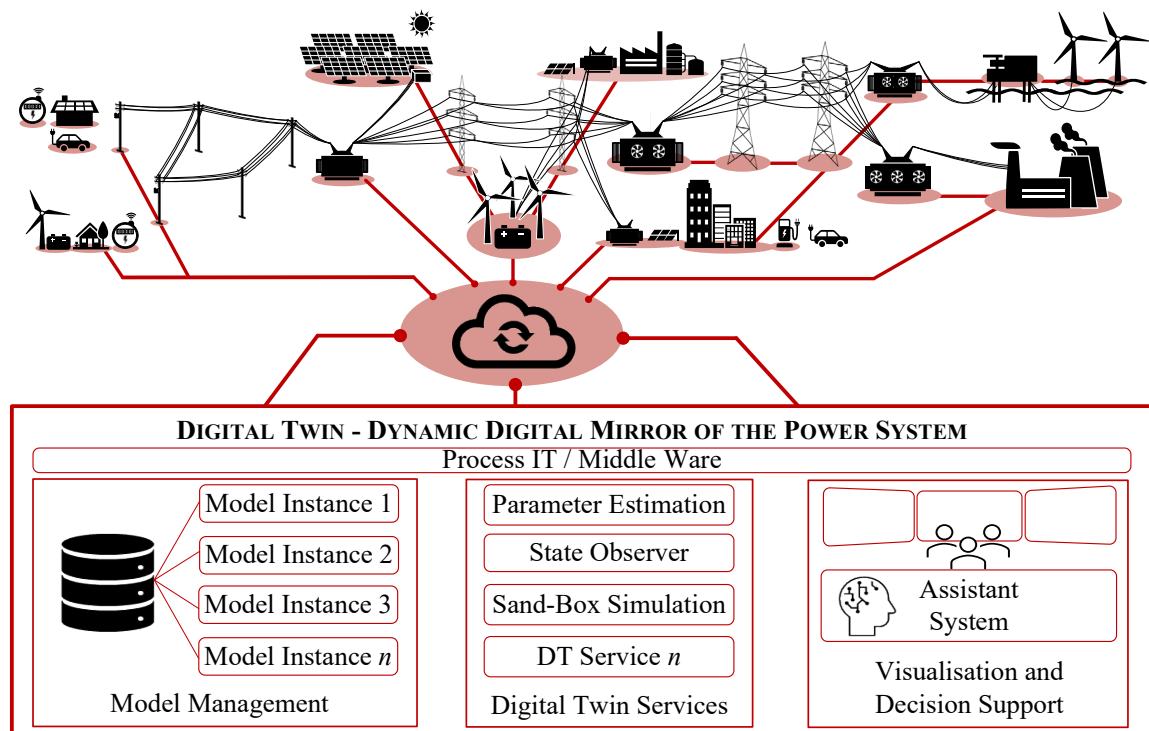 DIGITAL TWIN - DYNAMIC DIGITAL MIRROR OF THE POWER SYSTEM
Process IT / Middle Ware
Model Instance 1
Model Instance 2
Model Instance 3
Model Instance n
Model Management
Parameter Estimation
State Observer
Sand-Box Simulation
DT Service n
Digital Twin Services
Assistant
System
Visualisation and
Decision Support